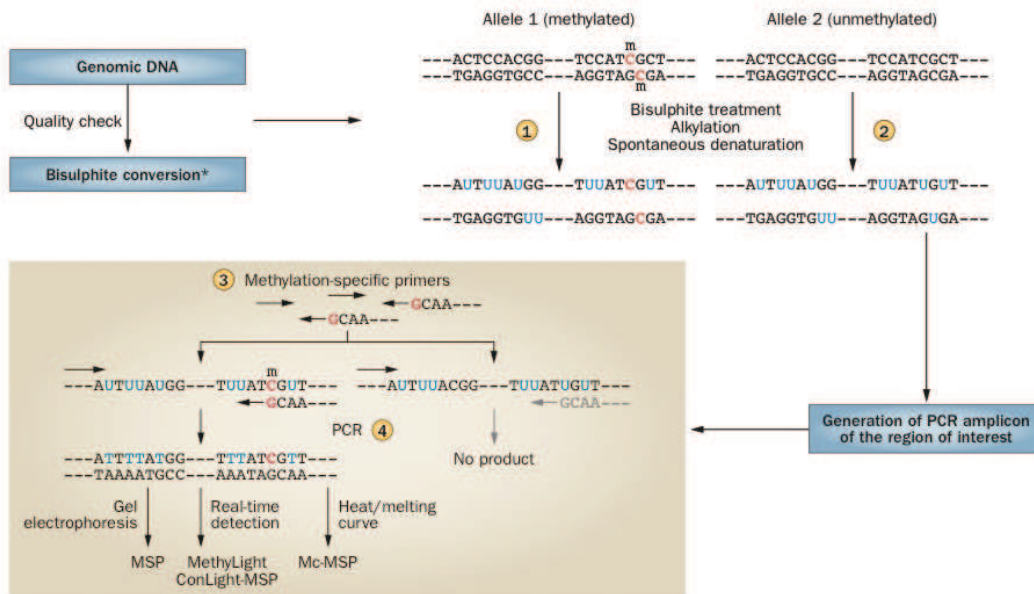 Allele 1 (methylated)
Allele 2 (unmethylated)
Genomic DNA
Quality check
Bisulphite conversion*
m
---ACTCCACGG---TCCATCGCT---
---TGAGGTGCC---AGGTAGCGA---
m
---ACTCCACGG---TCCATCGCT---
---TGAGGTGCC---AGGTAGCGA---
1
Bisulphite treatment
Alkylation
Spontaneous denaturation
2
---AUTUUAUGG---TUUATCGUT---
---TGAGGTGUU---AGGTAGCGA---
---AUTUUAUGG---TUUATUGUT---
---TGAGGTGUU---AGGTAGUGA---
3 Methylation-specific primers
GCAA---
GCAA---
m
---AUTUUAUGG---TUUATCGUT---
GCAA---
---AUTUUACGG---TUUATUGUT---
GCAA---
PCR 4
No product
---ATTTTATGG---TTTATCGTT---
---TAAAATGCC---AAATAGCAA---
Gel
electrophoresis
Real-time
detection
Heat/melting
curve
MSP
MethyLight
ConLight-MSP
Mc-MSP
Generation of PCR amplicon
of the region of interest